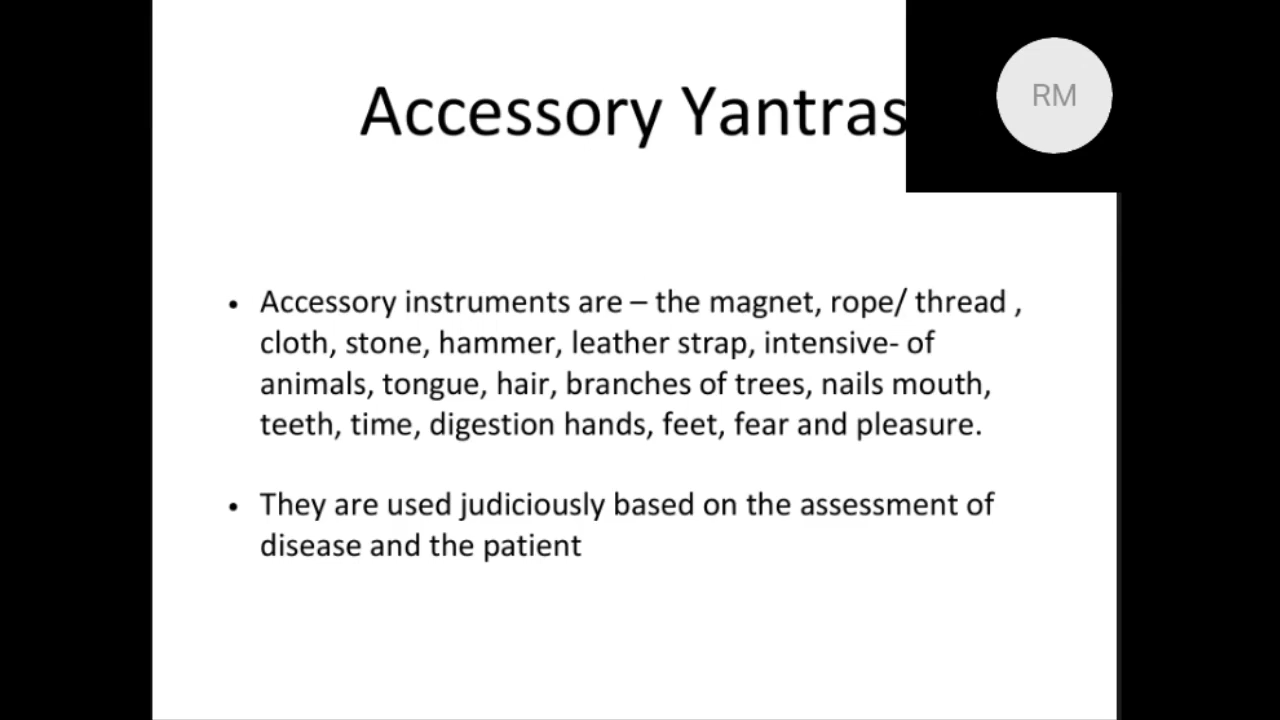 Accessory Yantras
RM
• Accessory instruments are – the magnet, rope/ thread ,
cloth, stone, hammer, leather strap, intensive- of
animals, tongue, hair, branches of trees, nails mouth,
teeth, time, digestion hands, feet, fear and pleasure.
• They are used judiciously based on the assessment of
disease and the patient